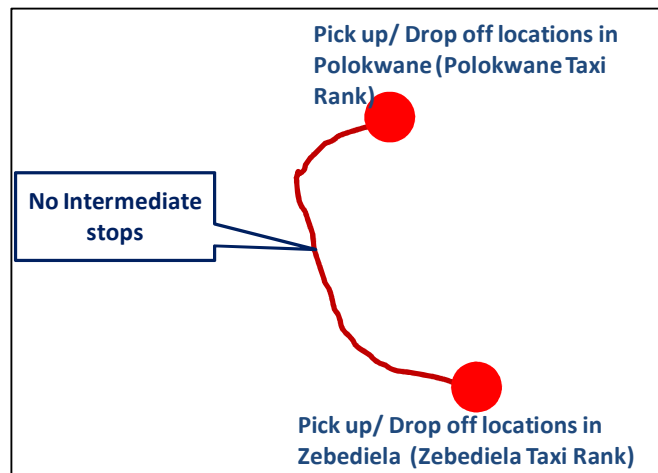 Pick up/ Drop off locations in
Polokwane (Polokwane Taxi
Rank)
No Intermediate
stops
Pick up/ Drop off locations in
Zebediela (Zebediela Taxi Rank)